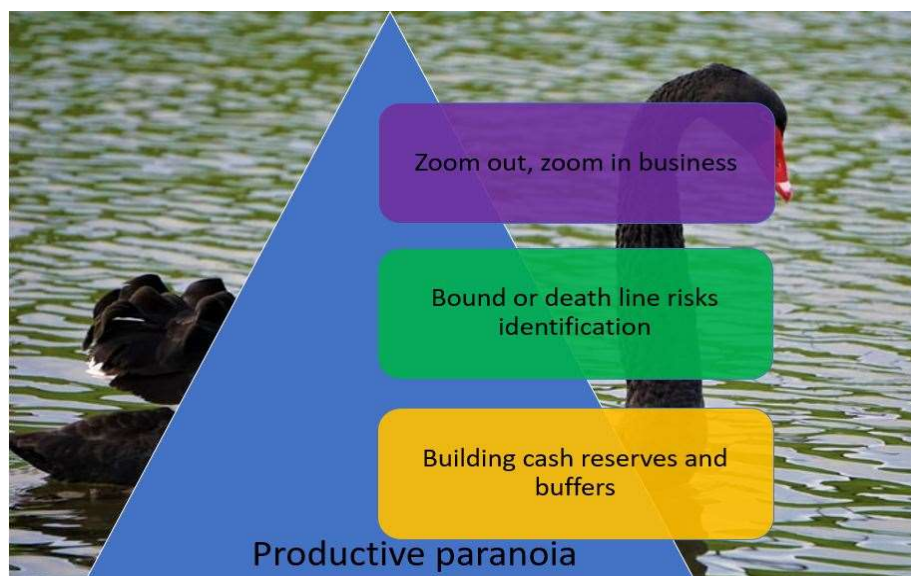 Zoom out, zoom in business
Bound or death line risks
identification
Building cash reserves and
buffers
Productive paranoia